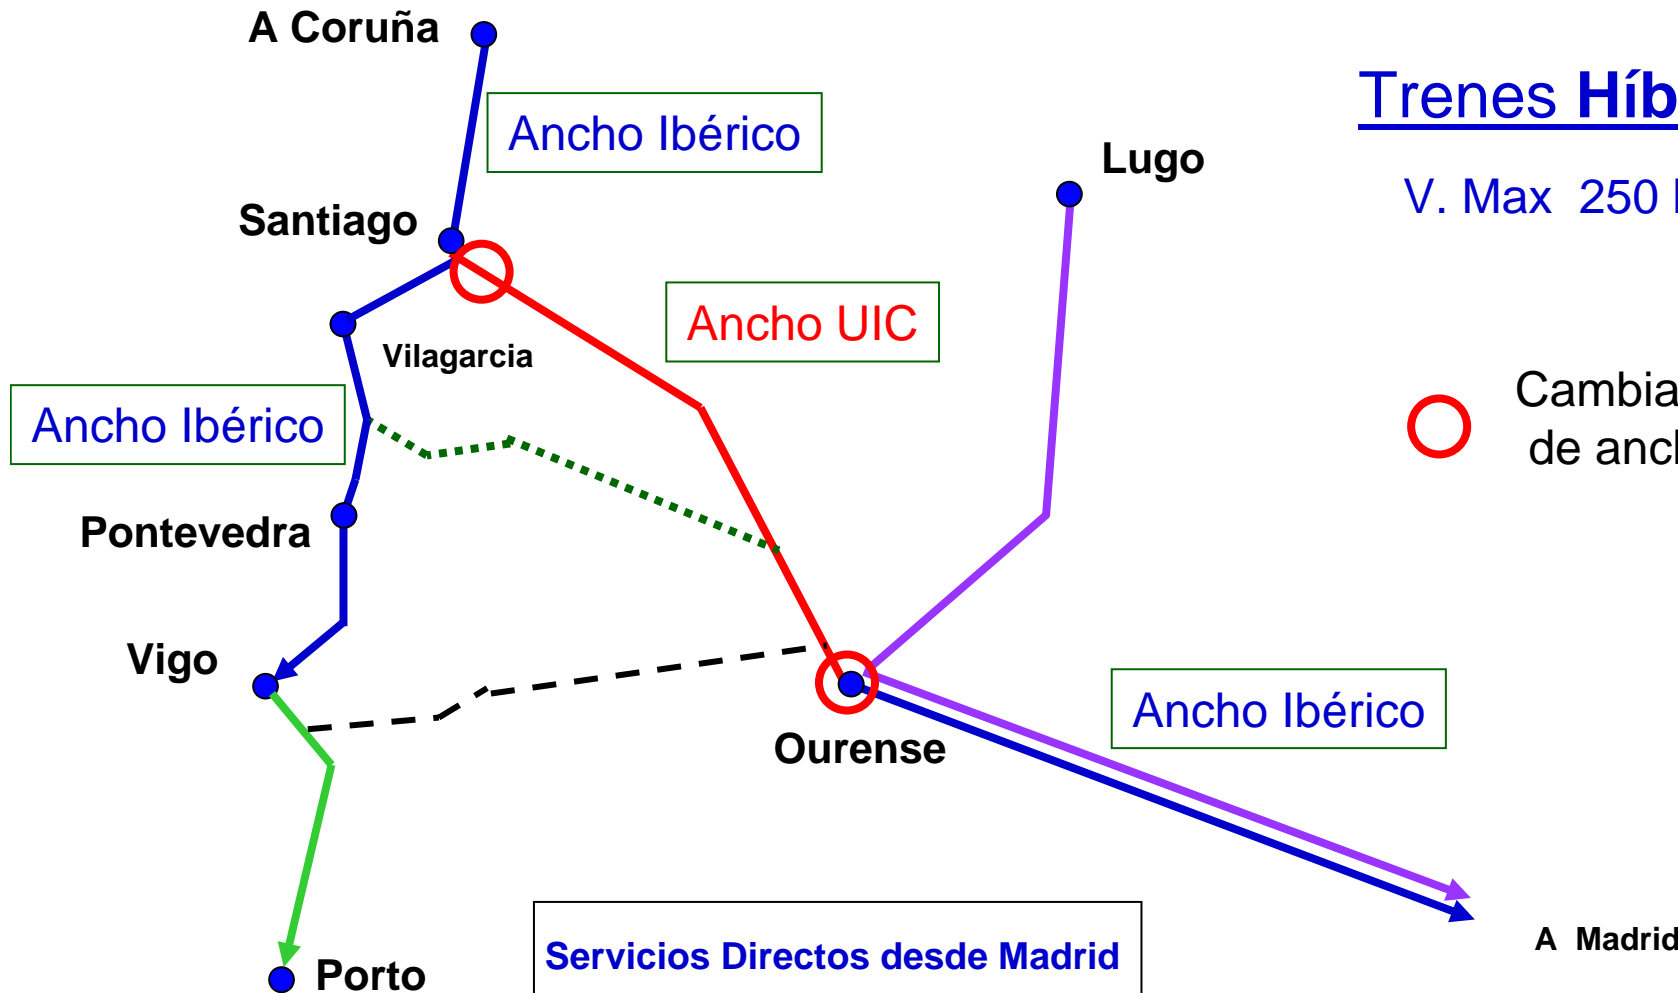 A Coruña
Trenes Híb
Ancho Ibérico
Lugo
V. Max 250
Santiago
Ancho UIC
Vilagarcia
Cambia
de anc
Ancho Ibérico
Pontevedra
Vigo
Ancho Ibérico
Ourense
A Madrid
Servicios Directos desde Madrid
Porto